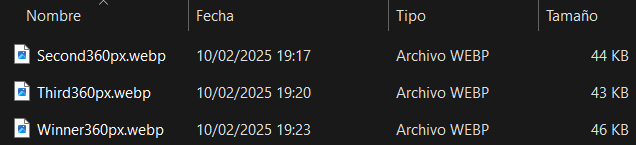 Nombre Fecha Tipo Tamaño
Second360px.webp 10/02/2025 19:17 Archivo WEBP 44 KB
Third360px.webp 10/02/2025 19:20 Archivo WEBP 43 KB
Winner360px.webp 10/02/2025 19:23 Archivo WEBP 46 KB